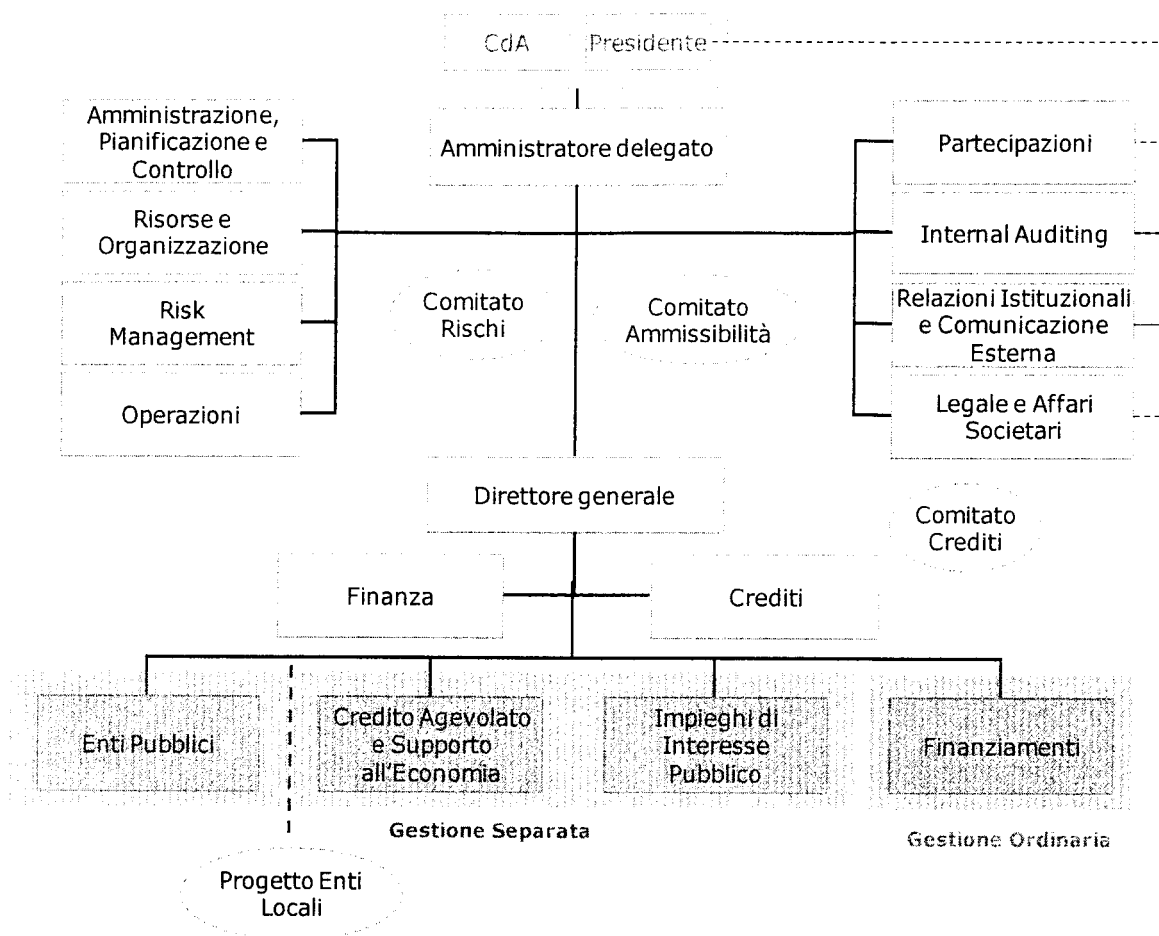 CdA
Presidente
Amministrazione,
Pianificazione e
Controllo
Amministratore delegato
Partecipazioni
Risorse e
Organizzazione
Internal Auditing
Risk
Management
Comitato
Rischi
Comitato
Ammissibilità
Relazioni Istituzionali
e Comunicazione
Esterna
Operazioni
Legale e Affari
Societari
Direttore generale
Comitato
Crediti
Finanza
Crediti
Enti Pubblici
Credito Agevolato
e Supporto
all'Economia
Impieghi di
Interesse
Pubblico
Finanziamenti
Gestione Separata
Gestione Ordinaria
Progetto Enti
Locali